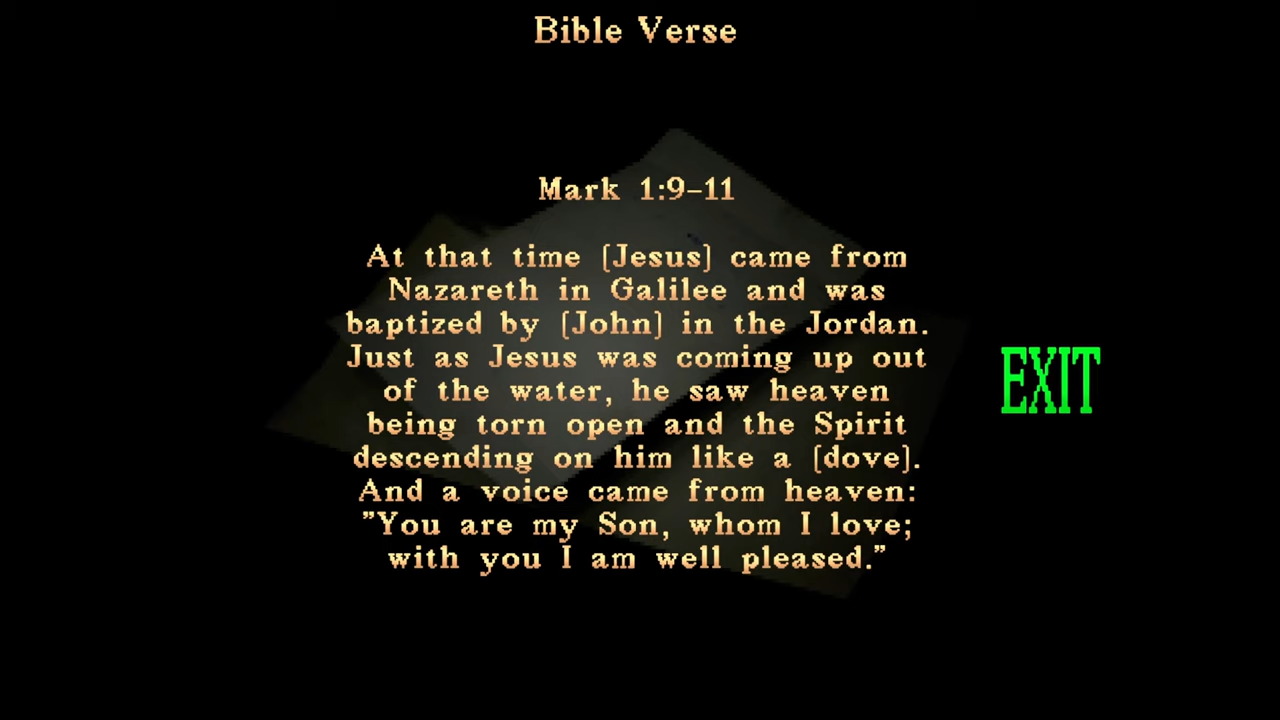 Bible Verse
Mark 1:9-11
At that time [Jesus] came from
Nazareth in Galilee and was
baptized by [John] in the Jordan.
Just as Jesus was coming up out
of the water, he saw heaven
being torn open and the Spirit
descending on him like a [dove].
And a voice came from heaven:
"You are my Son, whom I love;
with you I am well pleased."
EXIT